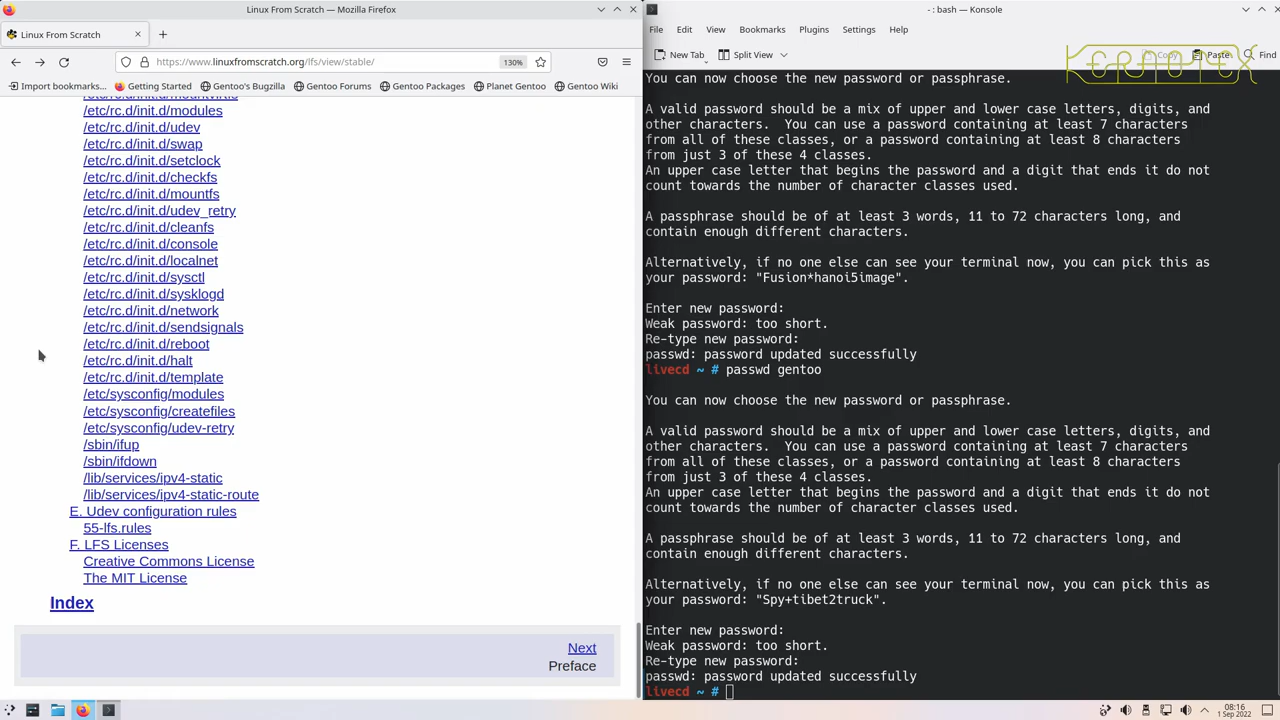 Linux From Scratch — Mozilla Firefox
Linux From Scratch
https://www.linuxfromscratch.org/lfs/view/stable/
130%
Import bookmarks...
Getting Started
Gentoo's Bugzilla
Gentoo Forums
Gentoo Packages
Planet Gentoo
Gentoo Wiki
/etc/rc.d/init.d/mountvirtfs
/etc/rc.d/init.d/modules
/etc/rc.d/init.d/udev
/etc/rc.d/init.d/swap
/etc/rc.d/init.d/setclock
/etc/rc.d/init.d/checkfs
/etc/rc.d/init.d/mountfs
/etc/rc.d/init.d/udev_retry
/etc/rc.d/init.d/cleanfs
/etc/rc.d/init.d/console
/etc/rc.d/init.d/localnet
/etc/rc.d/init.d/sysctl
/etc/rc.d/init.d/sysklogd
/etc/rc.d/init.d/network
/etc/rc.d/init.d/sendsignals
/etc/rc.d/init.d/reboot
/etc/rc.d/init.d/halt
/etc/rc.d/init.d/template
/etc/sysconfig/modules
/etc/sysconfig/createfiles
/etc/sysconfig/udev-retry
/sbin/ifup
/sbin/ifdown
/lib/services/ipv4-static
/lib/services/ipv4-static-route
E. Udev configuration rules
55-lfs.rules
F. LFS Licenses
Creative Commons License
The MIT License
Index
Next
Preface
- : bash — Konsole
File Edit View Bookmarks Plugins Settings Help
New Tab
Split View
Copy
Paste
Find
KERNOTEX
You can now choose the new password or passphrase.
A valid password should be a mix of upper and lower case letters, digits, and
other characters.  You can use a password containing at least 7 characters
from all of these classes, or a password containing at least 8 characters
from just 3 of these 4 classes.
An upper case letter that begins the password and a digit that ends it do not
count towards the number of character classes used.
A passphrase should be of at least 3 words, 11 to 72 characters long, and
contain enough different characters.
Alternatively, if no one else can see your terminal now, you can pick this as
your password: "Fusion*hanoi5image".
Enter new password:
Weak password: too short.
Re-type new password:
passwd: password updated successfully
livecd ~ # passwd gentoo
You can now choose the new password or passphrase.
A valid password should be a mix of upper and lower case letters, digits, and
other characters.  You can use a password containing at least 7 characters
from all of these classes, or a password containing at least 8 characters
from just 3 of these 4 classes.
An upper case letter that begins the password and a digit that ends it do not
count towards the number of character classes used.
A passphrase should be of at least 3 words, 11 to 72 characters long, and
contain enough different characters.
Alternatively, if no one else can see your terminal now, you can pick this as
your password: "Spy+tibet2truck".
Enter new password:
Weak password: too short.
Re-type new password:
passwd: password updated successfully
livecd ~ #
08:16
1 Sep 2022